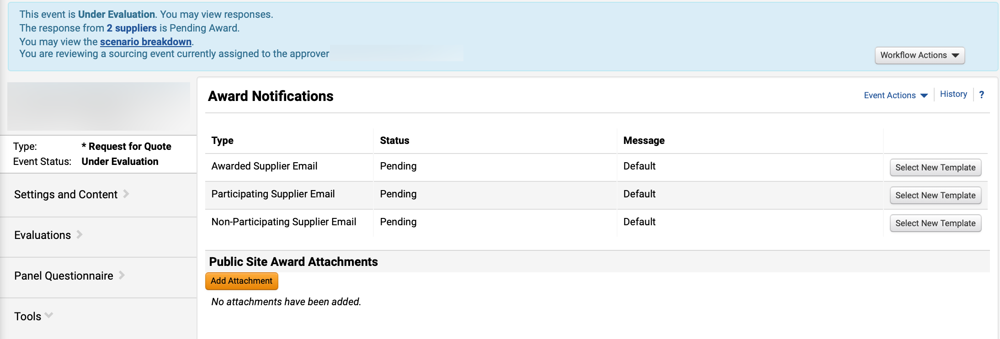 This event is Under Evaluation. You may view responses.
The response from 2 suppliers is Pending Award.
You may view the scenario breakdown.
You are reviewing a sourcing event currently assigned to the approver
Workflow Actions
Type: * Request for Quote
Event Status: Under Evaluation
Settings and Content
Evaluations
Panel Questionnaire
Tools
Award Notifications
Event Actions History ?
Type Status Message
Awarded Supplier Email Pending Default Select New Template
Participating Supplier Email Pending Default Select New Template
Non-Participating Supplier Email Pending Default Select New Template
Public Site Award Attachments
Add Attachment
No attachments have been added.